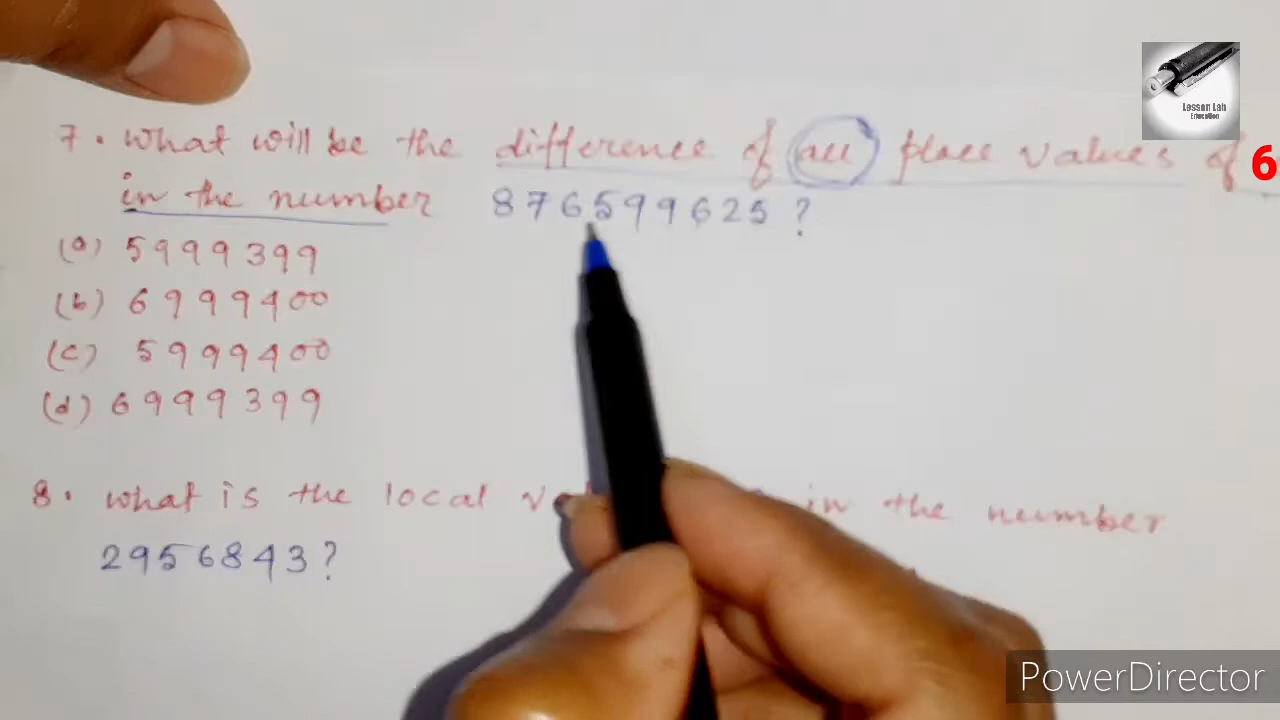 Lesson Lab
Education
7. What will be the difference of all place values of 6
in the number 876599625 ?
(a) 5999399
(b) 6999400
(c) 5999400
(d) 6999399
8. what is the local in the number
2956843?
PowerDirector